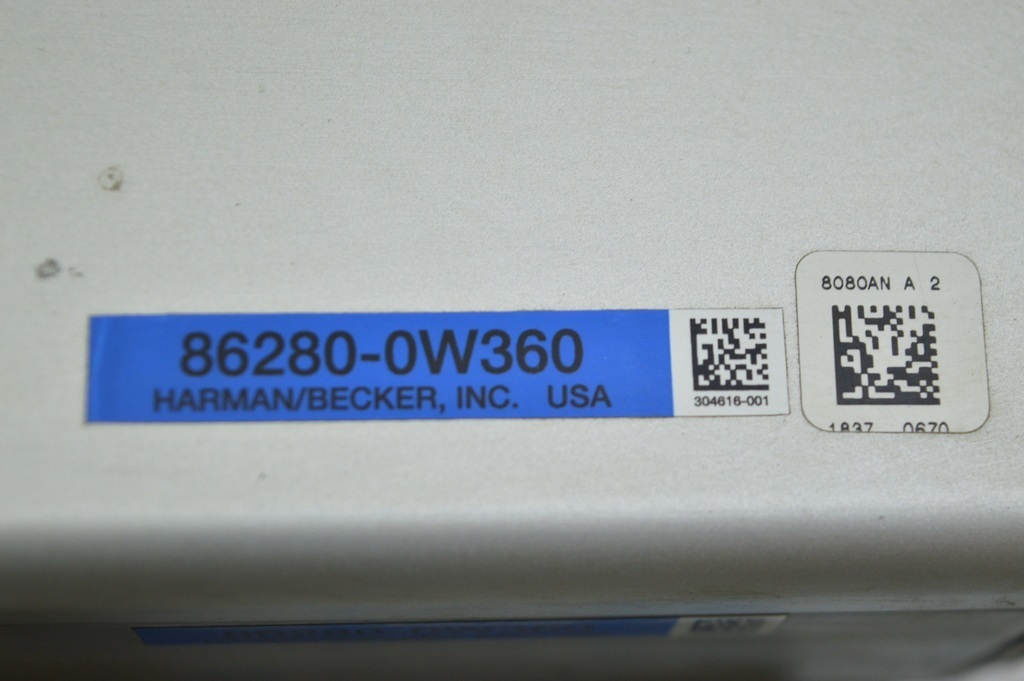 86280-0W360
HARMAN/BECKER, INC. USA
304616-001
8080AN A 2
1837 0670